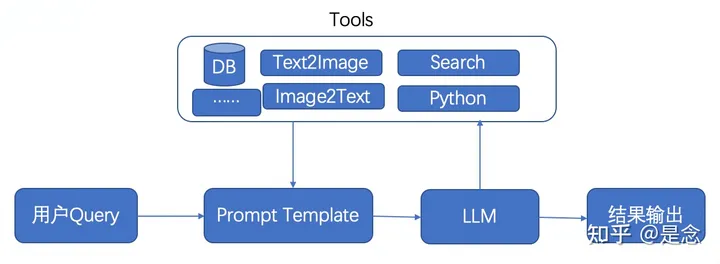 Tools
DB
Text2Image
Search
……
Image2Text
Python
用户Query
Prompt Template
LLM
结果输出
知乎 @是念